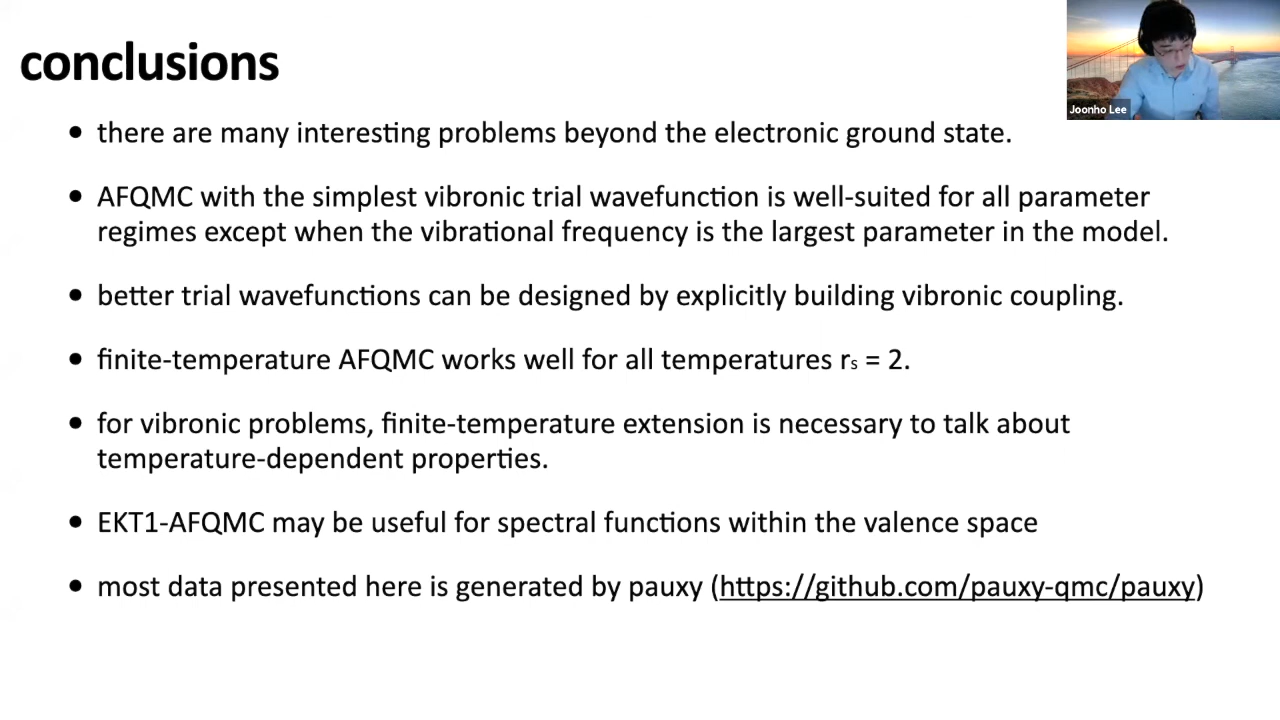 conclusions
Joonho Lee
• there are many interesting problems beyond the electronic ground state.
• AFQMC with the simplest vibronic trial wavefunction is well-suited for all parameter
regimes except when the vibrational frequency is the largest parameter in the model.
• better trial wavefunctions can be designed by explicitly building vibronic coupling.
• finite-temperature AFQMC works well for all temperatures rₛ = 2.
• for vibronic problems, finite-temperature extension is necessary to talk about
temperature-dependent properties.
• EKT1-AFQMC may be useful for spectral functions within the valence space
• most data presented here is generated by pauxy (https://github.com/pauxy-qmc/pauxy)